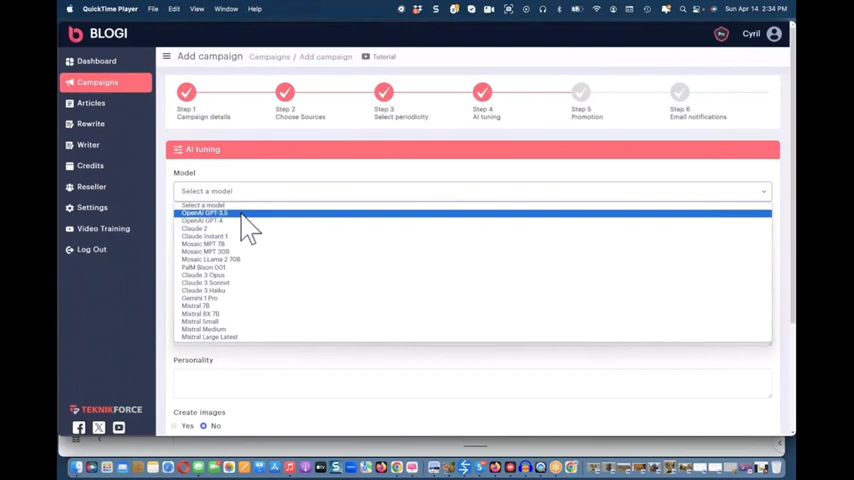 QuickTime Player File Edit View Window Help
Sun Apr 14 2:34 PM
BLOGI
Cyril
Dashboard
Campaigns
Articles
Rewrite
Writer
Credits
Reseller
Settings
Video Training
Log Out
TEKNIKFORCE
Add campaign Campaigns / Add campaign Tutorial
Step 1
Campaign details
Step 2
Choose Sources
Step 3
Select periodicity
Step 4
AI tuning
Step 5
Promotion
Step 6
Email notifications
AI tuning
Model
Select a model
Select a model
OpenAI GPT-3.5
OpenAI GPT-4
Claude 2
Claude Instant 1
Mosaic MPT 7B
Mosaic MPT 30B
Mosaic LLama 2 70B
PalM Bison 001
Claude 3 Opus
Claude 3 Sonnet
Claude 3 Haiku
Gemini 1 Pro
Mistral 7B
Mixtral 8X 7B
Mistral Small
Mistral Medium
Mistral Large Latest
Personality
Create images
Yes No